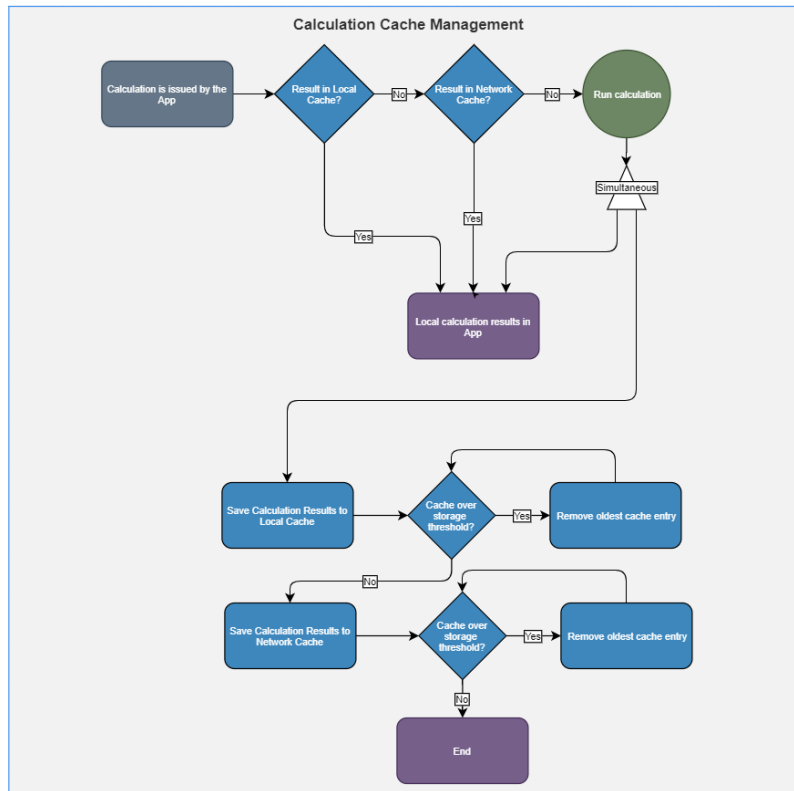 Calculation Cache Management
Calculation is issued by the
App
Result in Local
Cache?
No
Result in Network
Cache?
No
Run calculation
Simultaneous
Yes
Yes
Local calculation results in
App
Save Calculation Results to
Local Cache
Cache over
storage
threshold?
Yes
Remove oldest cache entry
No
Save Calculation Results to
Network Cache
Cache over
storage
threshold?
Yes
Remove oldest cache entry
No
End